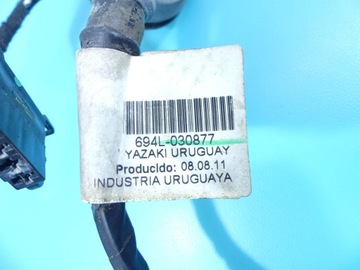 694L-030877
YAZAKI URUGUAY
Producido: 08.08.11
INDUSTRIA URUGUAYA